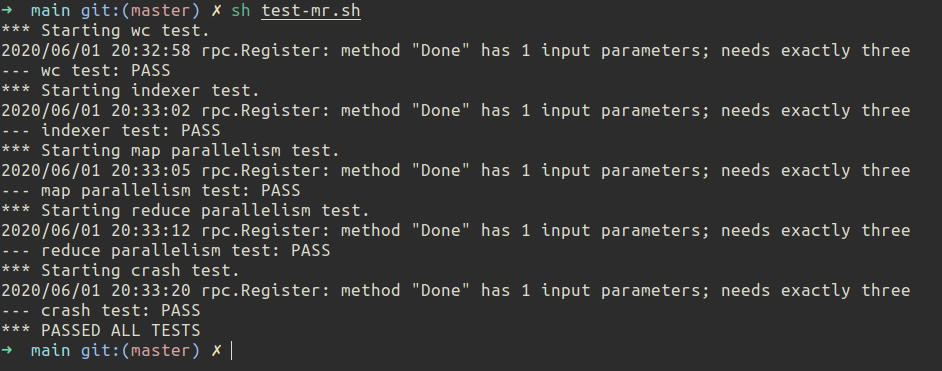 ➜  main git:(master) ✗ sh test-mr.sh
*** Starting wc test.
2020/06/01 20:32:58 rpc.Register: method "Done" has 1 input parameters; needs exactly three
--- wc test: PASS
*** Starting indexer test.
2020/06/01 20:33:02 rpc.Register: method "Done" has 1 input parameters; needs exactly three
--- indexer test: PASS
*** Starting map parallelism test.
2020/06/01 20:33:05 rpc.Register: method "Done" has 1 input parameters; needs exactly three
--- map parallelism test: PASS
*** Starting reduce parallelism test.
2020/06/01 20:33:12 rpc.Register: method "Done" has 1 input parameters; needs exactly three
--- reduce parallelism test: PASS
*** Starting crash test.
2020/06/01 20:33:20 rpc.Register: method "Done" has 1 input parameters; needs exactly three
--- crash test: PASS
*** PASSED ALL TESTS
➜  main git:(master) ✗